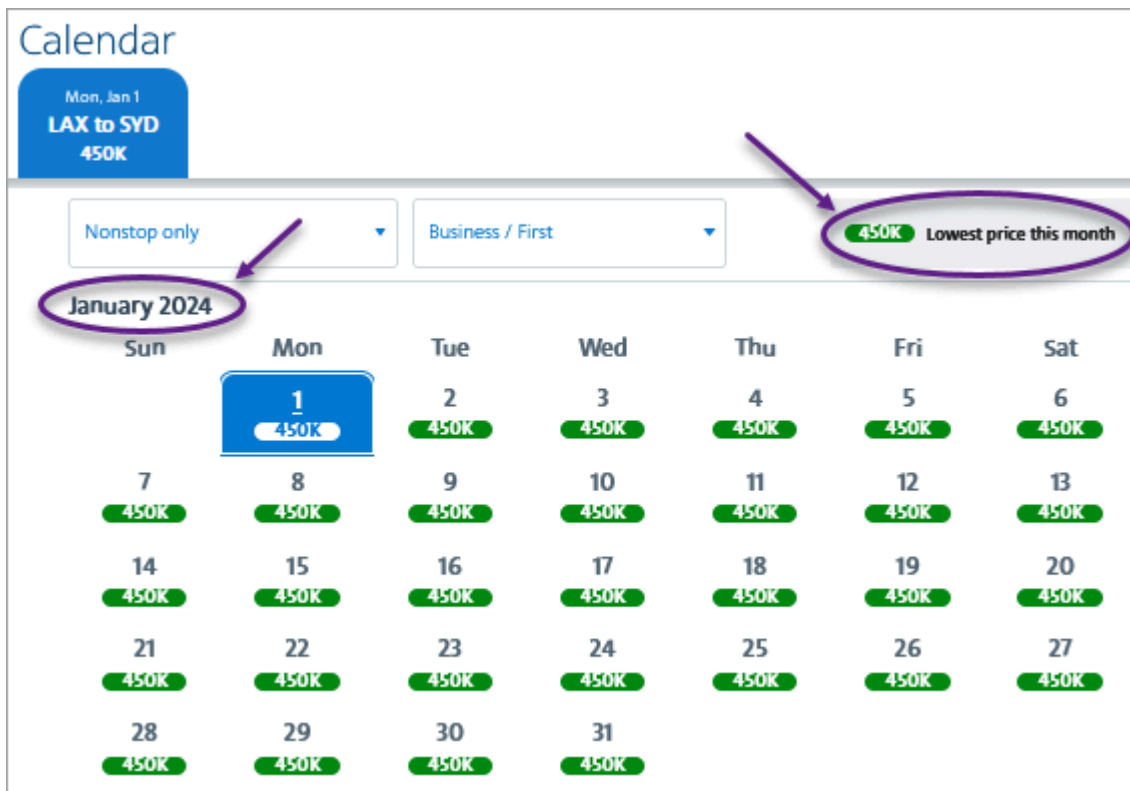 Calendar
Mon, Jan 1
LAX to SYD
450K
Nonstop only
Business / First
450K Lowest price this month
January 2024
Sun Mon Tue Wed Thu Fri Sat
1 2 3 4 5 6
450K 450K 450K 450K 450K 450K
7 8 9 10 11 12 13
450K 450K 450K 450K 450K 450K 450K
14 15 16 17 18 19 20
450K 450K 450K 450K 450K 450K 450K
21 22 23 24 25 26 27
450K 450K 450K 450K 450K 450K 450K
28 29 30 31
450K 450K 450K 450K